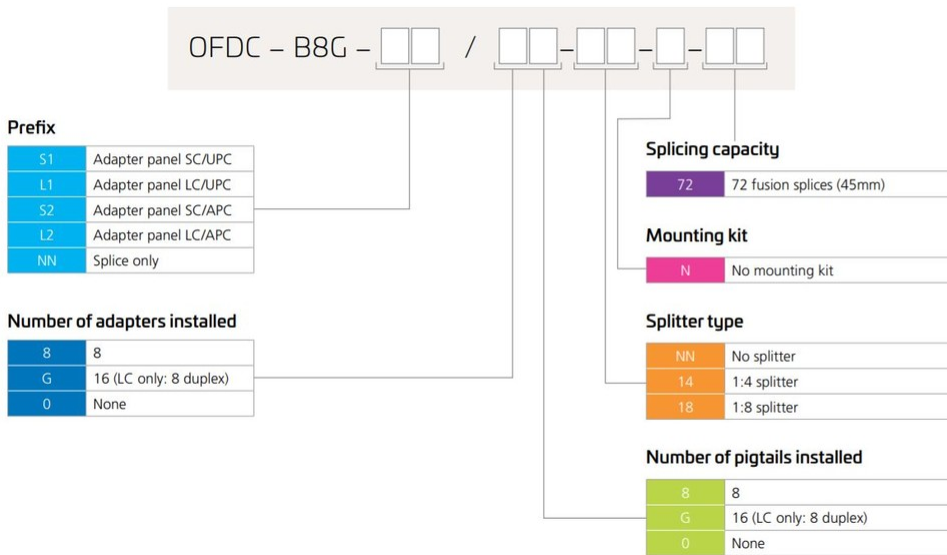 OFDC – B8G – / – – –
Prefix
S1 Adapter panel SC/UPC
L1 Adapter panel LC/UPC
S2 Adapter panel SC/APC
L2 Adapter panel LC/APC
NN Splice only
Number of adapters installed
8 8
G 16 (LC only: 8 duplex)
0 None
Splicing capacity
72 72 fusion splices (45mm)
Mounting kit
N No mounting kit
Splitter type
NN No splitter
14 1:4 splitter
18 1:8 splitter
Number of pigtails installed
8 8
G 16 (LC only: 8 duplex)
0 None